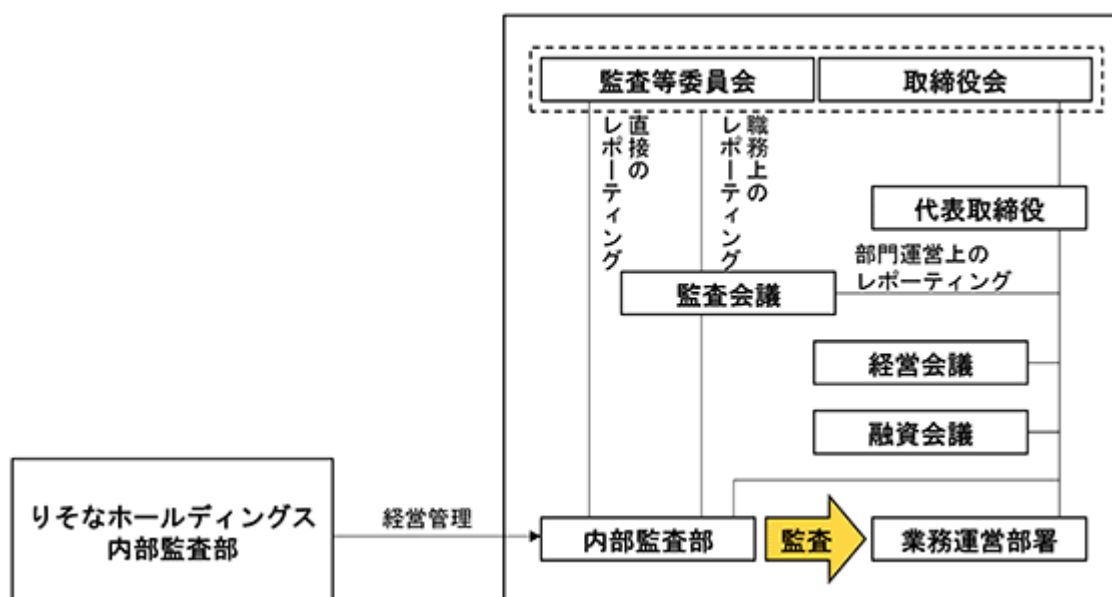 監査等委員会
取締役会
直接の
レポーティング
職務上の
レポーティング
代表取締役
部門運営上の
レポーティング
監査会議
経営会議
融資会議
りそなホールディングス
内部監査部
経営管理
内部監査部
監査
業務運営部署